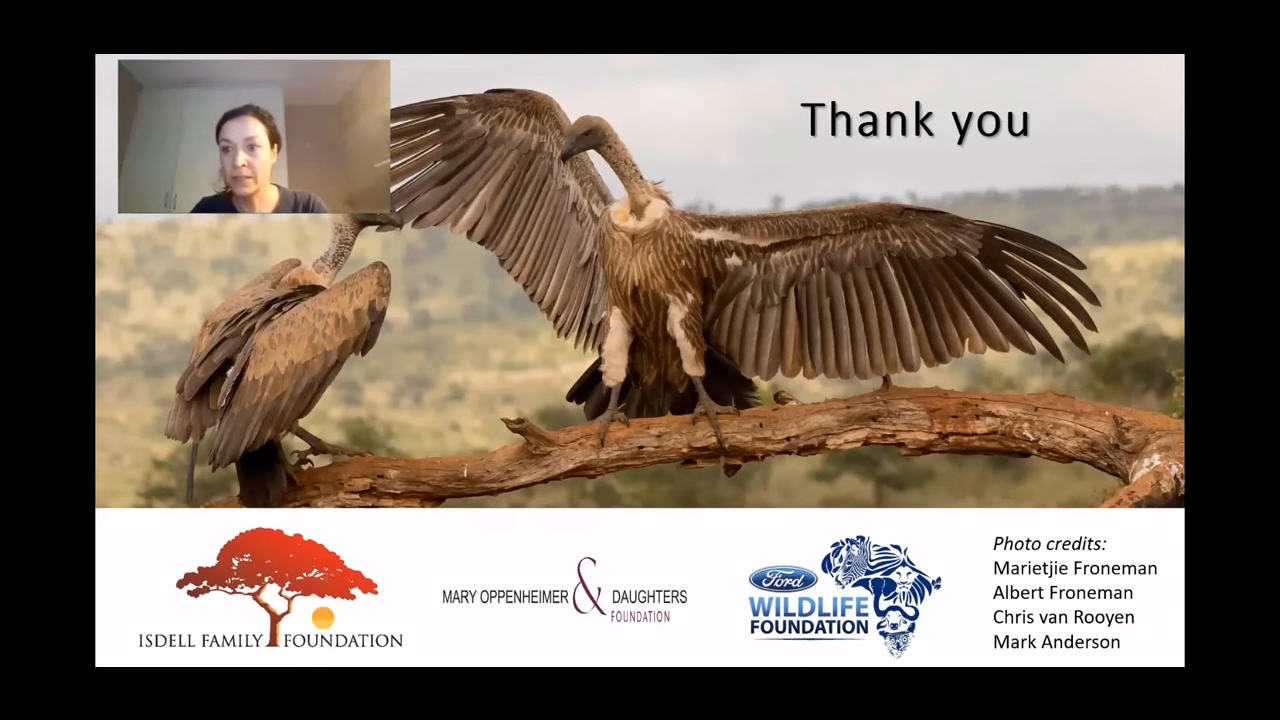 Thank you
ISDELL FAMILY FOUNDATION
MARY OPPENHEIMER & DAUGHTERS
FOUNDATION
Ford
WILDLIFE
FOUNDATION
Photo credits:
Marietjie Froneman
Albert Froneman
Chris van Rooyen
Mark Anderson